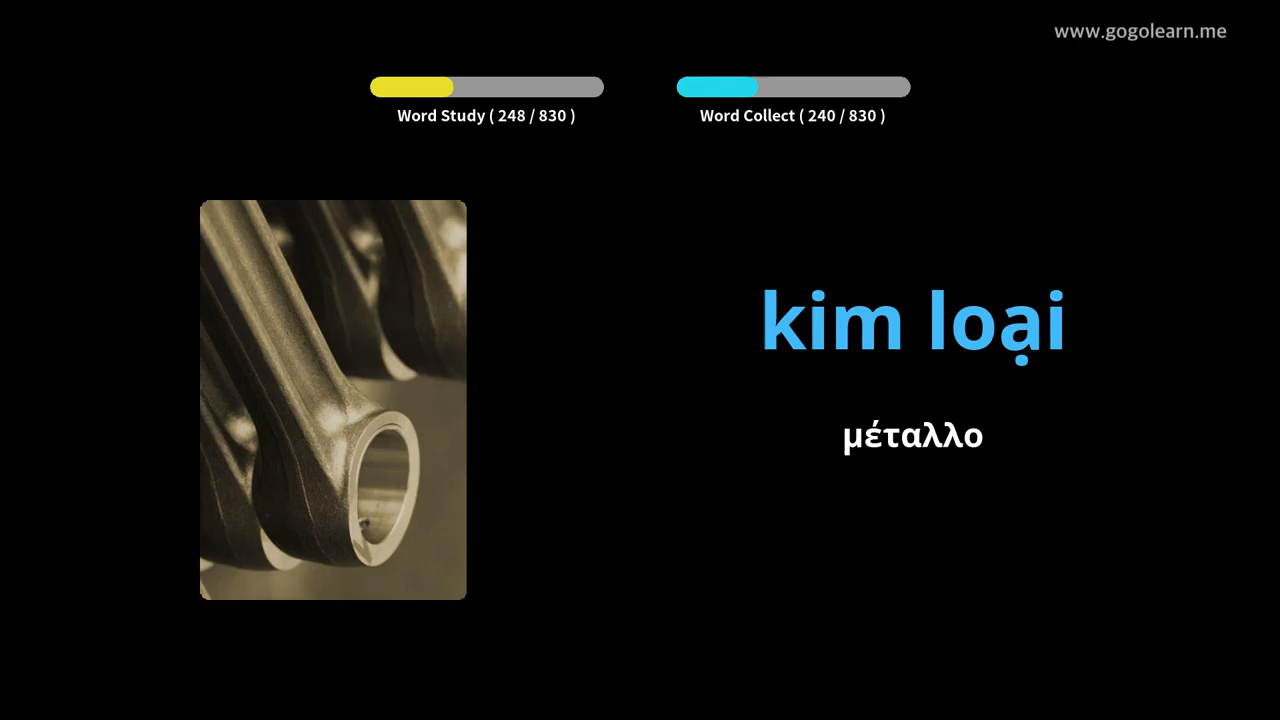 www.gogolearn.me
Word Study ( 248 / 830 )
Word Collect ( 240 / 830 )
kim loại
μέταλλο